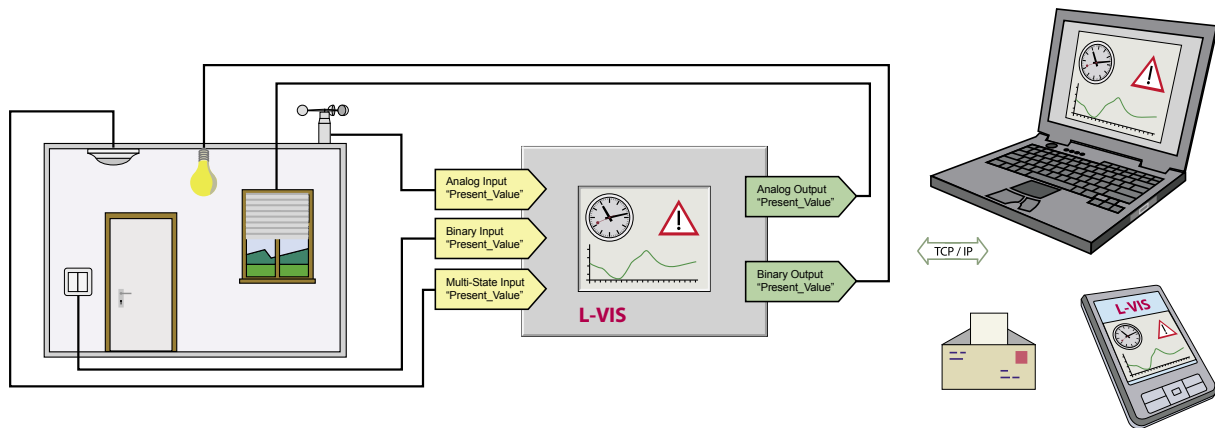 Analog Input
“Present_Value”
Binary Input
“Present_Value”
Multi-State Input
“Present_Value”
L-VIS
Analog Output
“Present_Value”
Binary Output
“Present_Value”
TCP / IP
L-VIS